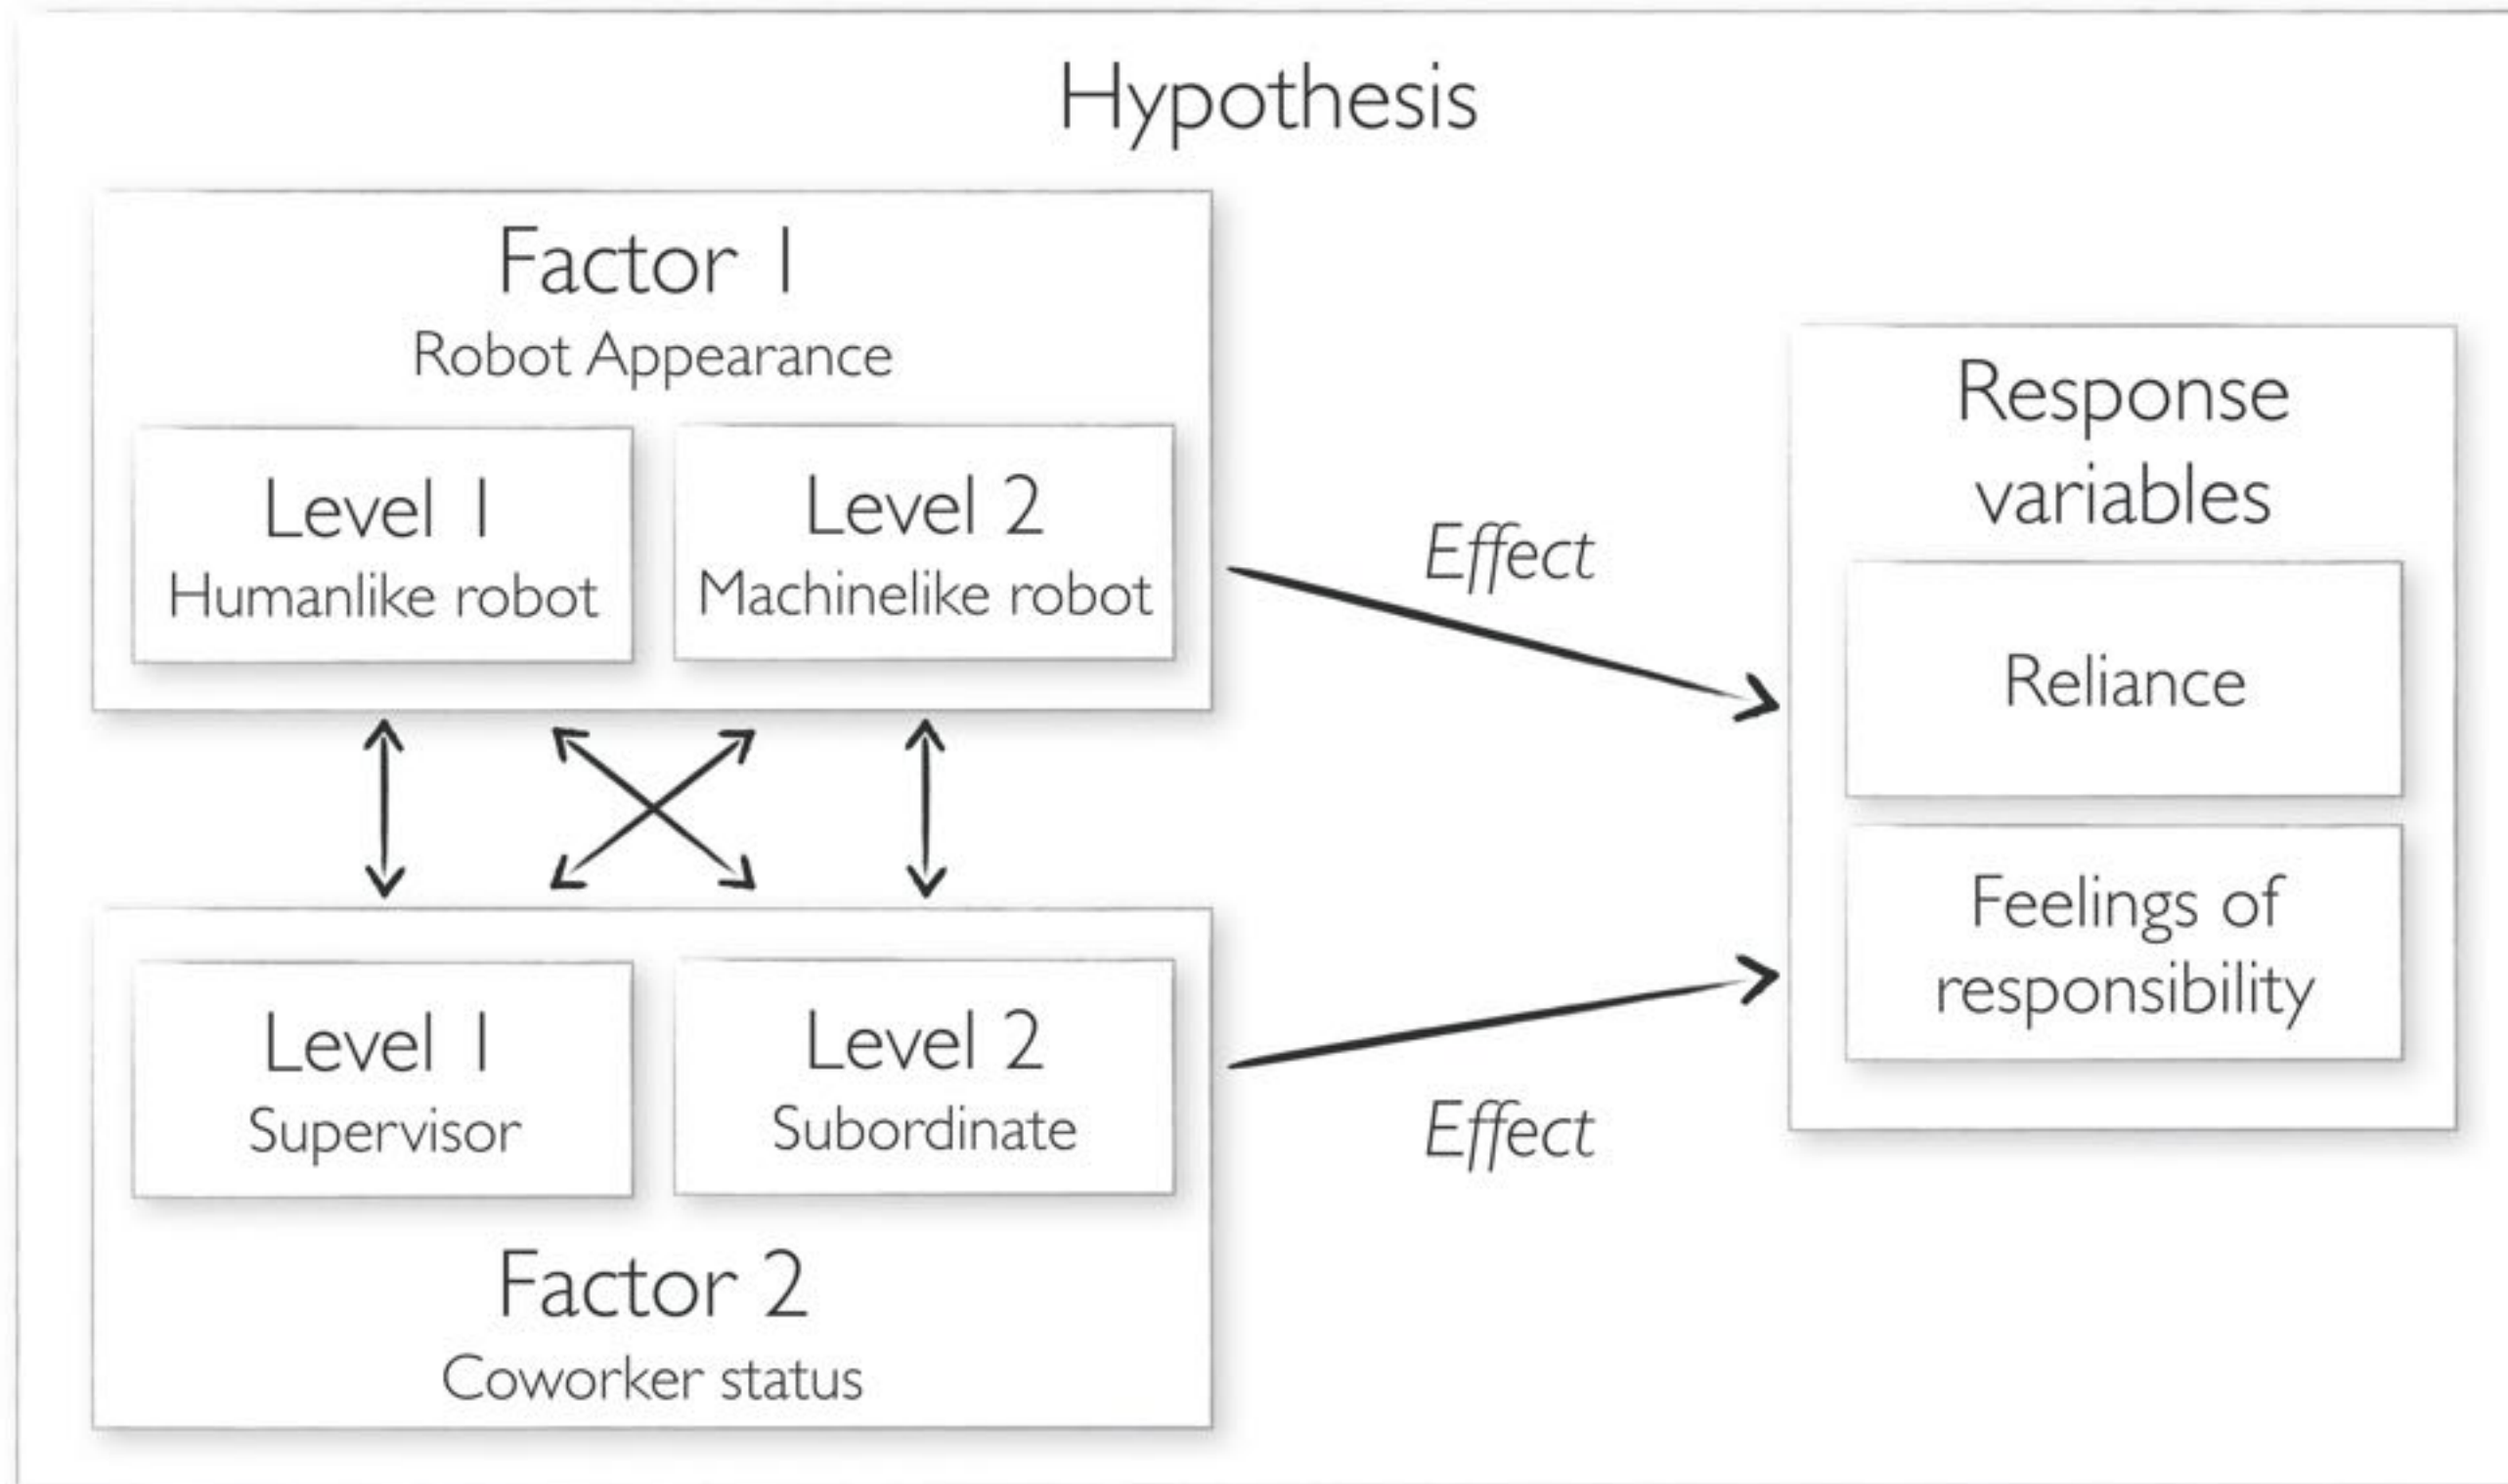 Hypothesis
Factor 1
Robot Appearance
Level 1
Humanlike robot
Level 2
Machinelike robot
Effect
Response
variables
Reliance
Feelings of
responsibility
Level 1
Supervisor
Level 2
Subordinate
Factor 2
Coworker status
Effect